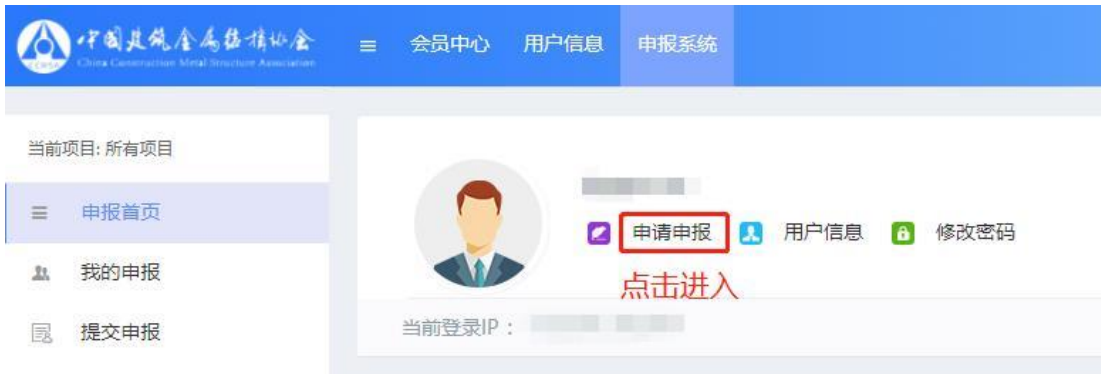 中国建筑金属结构协会
China Construction Metal Structure Association
≡ 会员中心 用户信息 申报系统
当前项目: 所有项目
申报首页
我的申报
提交申报
申请申报 用户信息 修改密码
点击进入
当前登录IP：